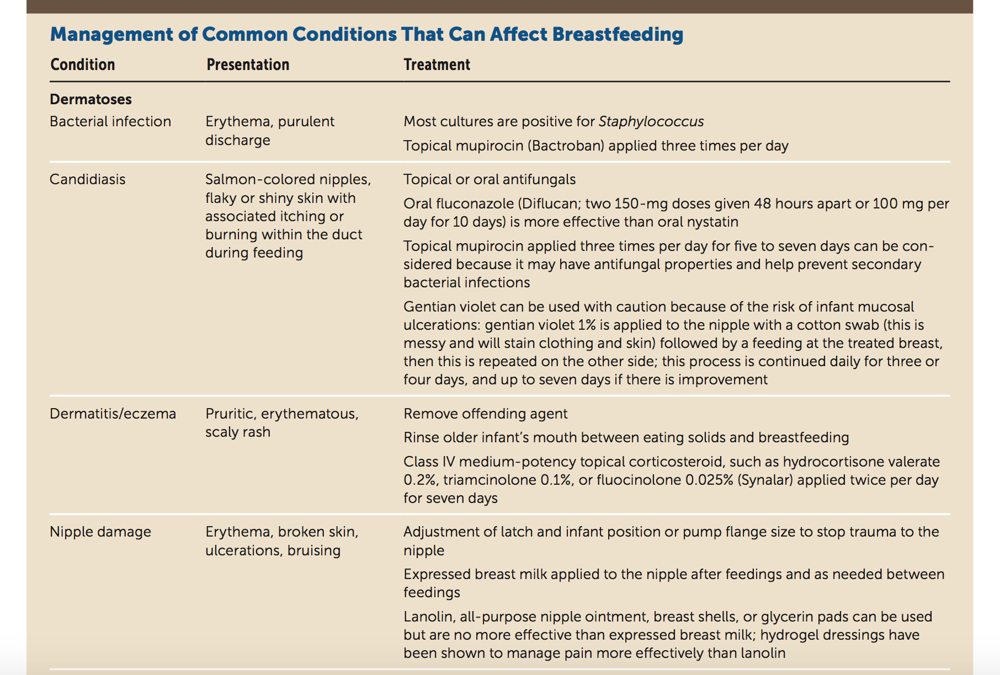 Management of Common Conditions That Can Affect Breastfeeding
Condition Presentation Treatment
Dermatoses
Bacterial infection
Erythema, purulent
discharge
Most cultures are positive for Staphylococcus
Topical mupirocin (Bactroban) applied three times per day
Candidiasis
Salmon-colored nipples,
flaky or shiny skin with
associated itching or
burning within the duct
during feeding
Topical or oral antifungals
Oral fluconazole (Diflucan; two 150-mg doses given 48 hours apart or 100 mg per
day for 10 days) is more effective than oral nystatin
Topical mupirocin applied three times per day for five to seven days can be con-
sidered because it may have antifungal properties and help prevent secondary
bacterial infections
Gentian violet can be used with caution because of the risk of infant mucosal
ulcerations: gentian violet 1% is applied to the nipple with a cotton swab (this is
messy and will stain clothing and skin) followed by a feeding at the treated breast,
then this is repeated on the other side; this process is continued daily for three or
four days, and up to seven days if there is improvement
Dermatitis/eczema
Pruritic, erythematous,
scaly rash
Remove offending agent
Rinse older infant’s mouth between eating solids and breastfeeding
Class IV medium-potency topical corticosteroid, such as hydrocortisone valerate
0.2%, triamcinolone 0.1%, or fluocinolone 0.025% (Synalar) applied twice per day
for seven days
Nipple damage
Erythema, broken skin,
ulcerations, bruising
Adjustment of latch and infant position or pump flange size to stop trauma to the
nipple
Expressed breast milk applied to the nipple after feedings and as needed between
feedings
Lanolin, all-purpose nipple ointment, breast shells, or glycerin pads can be used
but are no more effective than expressed breast milk; hydrogel dressings have
been shown to manage pain more effectively than lanolin